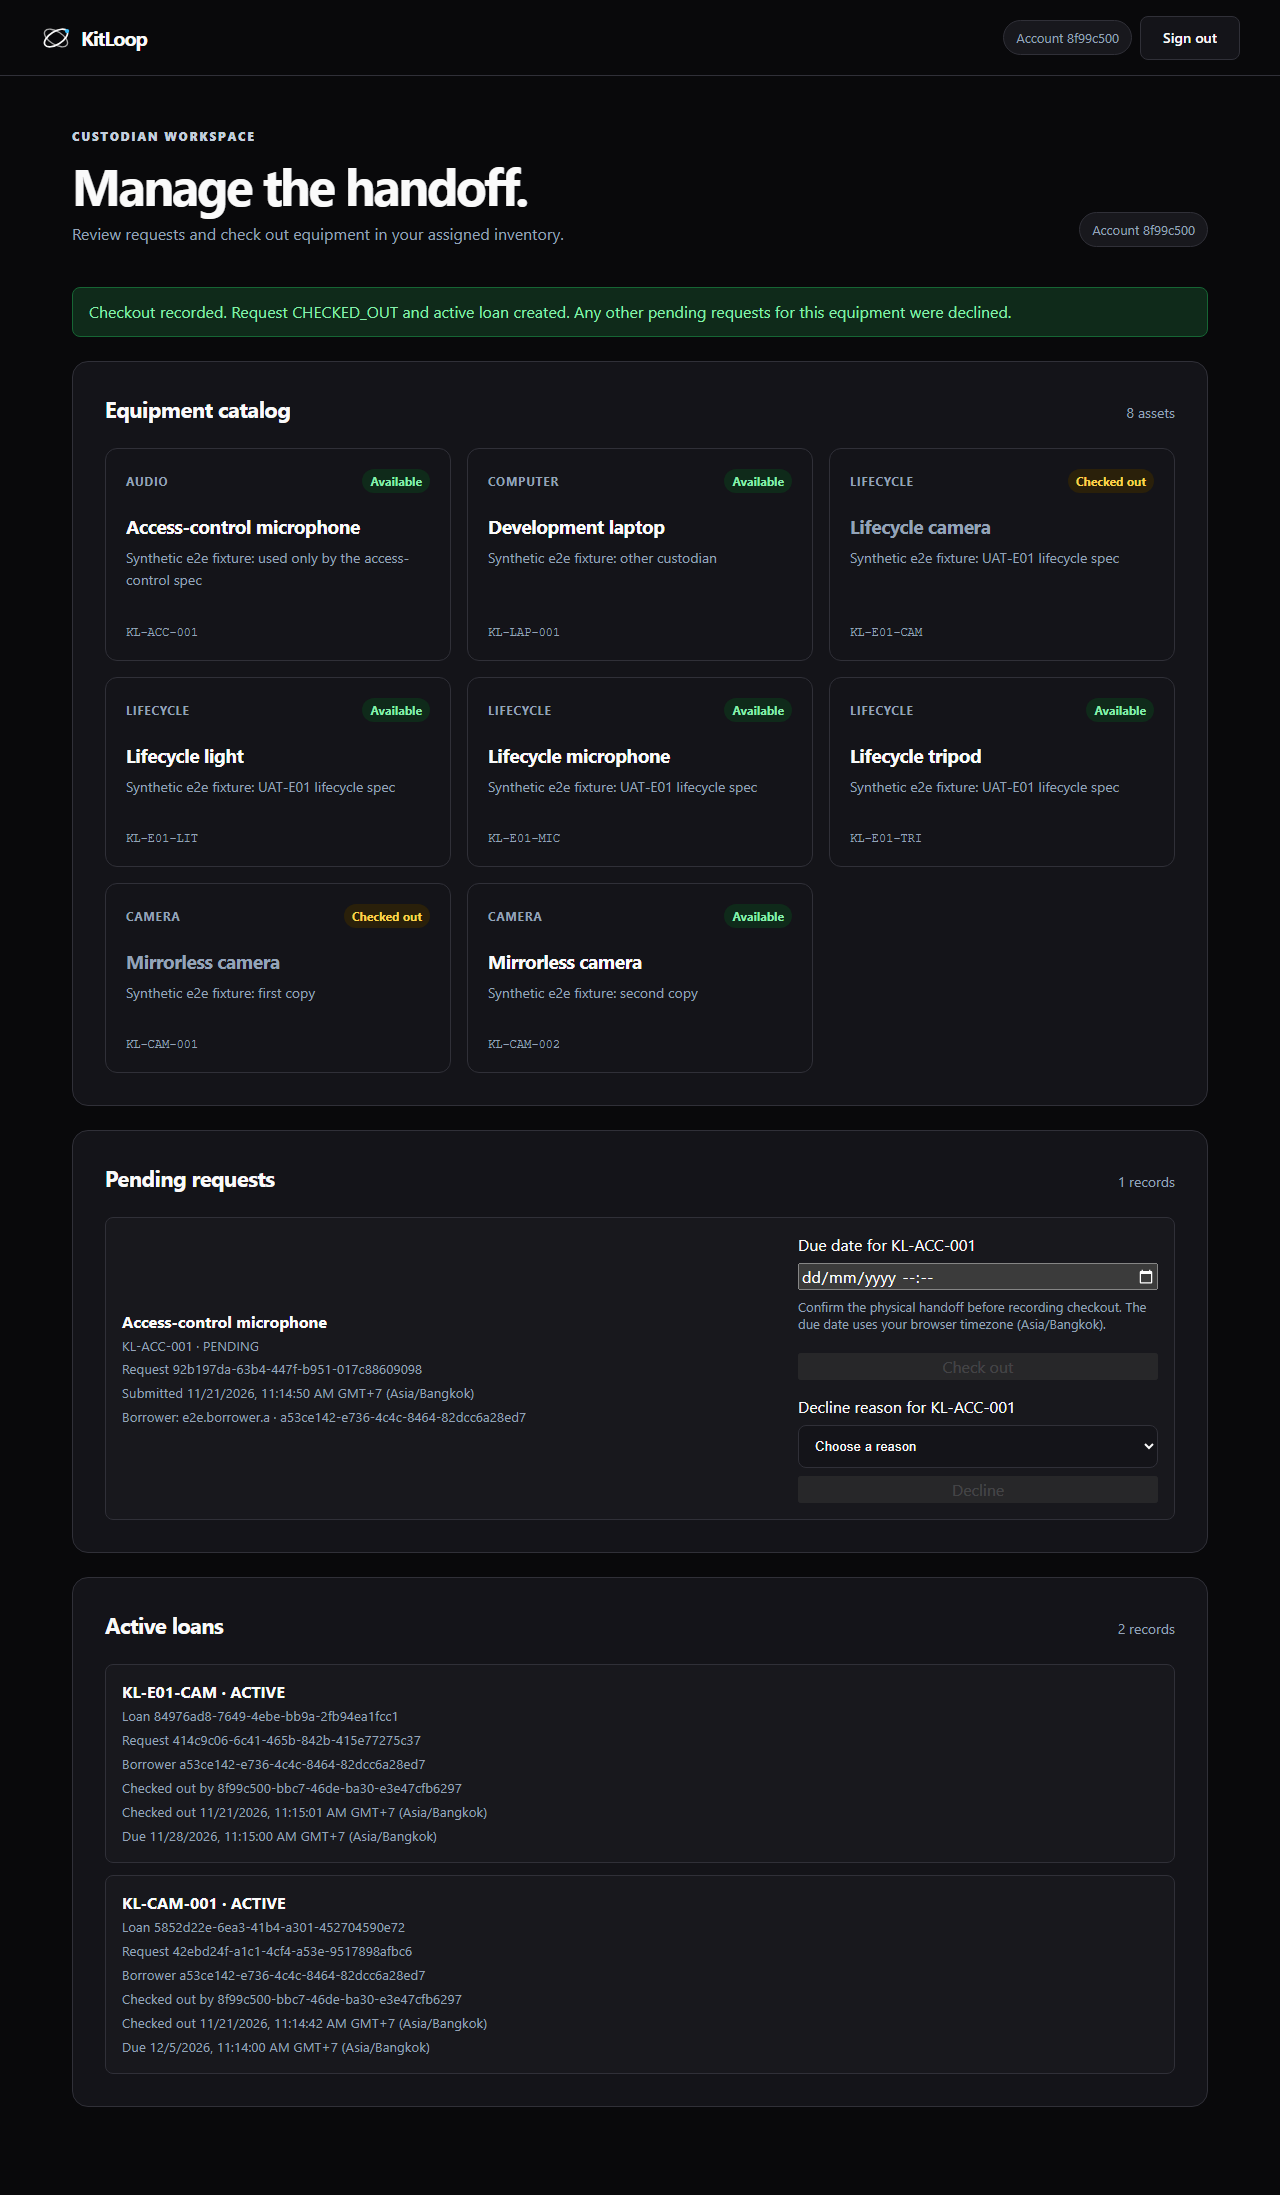 KitLoop
Account 8f99c500
Sign out
CUSTODIAN WORKSPACE
Manage the handoff.
Review requests and check out equipment in your assigned inventory.
Account 8f99c500
Checkout recorded. Request CHECKED_OUT and active loan created. Any other pending requests for this equipment were declined.
Equipment catalog
8 assets
AUDIO
Available
Access-control microphone
Synthetic e2e fixture: used only by the access-
control spec
KL-ACC-001
COMPUTER
Available
Development laptop
Synthetic e2e fixture: other custodian
KL-LAP-001
LIFECYCLE
Checked out
Lifecycle camera
Synthetic e2e fixture: UAT-E01 lifecycle spec
KL-E01-CAM
LIFECYCLE
Available
Lifecycle light
Synthetic e2e fixture: UAT-E01 lifecycle spec
KL-E01-LIT
LIFECYCLE
Available
Lifecycle microphone
Synthetic e2e fixture: UAT-E01 lifecycle spec
KL-E01-MIC
LIFECYCLE
Available
Lifecycle tripod
Synthetic e2e fixture: UAT-E01 lifecycle spec
KL-E01-TRI
CAMERA
Checked out
Mirrorless camera
Synthetic e2e fixture: first copy
KL-CAM-001
CAMERA
Available
Mirrorless camera
Synthetic e2e fixture: second copy
KL-CAM-002
Pending requests
1 records
Access-control microphone
KL-ACC-001 · PENDING
Request 92b197da-63b4-447f-b951-017c88609098
Submitted 11/21/2026, 11:14:50 AM GMT+7 (Asia/Bangkok)
Borrower: e2e.borrower.a · a53ce142-e736-4c4c-8464-82dcc6a28ed7
Due date for KL-ACC-001
dd/mm/yyyy --:--
Confirm the physical handoff before recording checkout. The
due date uses your browser timezone (Asia/Bangkok).
Check out
Decline reason for KL-ACC-001
Choose a reason
Decline
Active loans
2 records
KL-E01-CAM · ACTIVE
Loan 84976ad8-7649-4ebe-bb9a-2fb94ea1fcc1
Request 414c9c06-6c41-465b-842b-415e77275c37
Borrower a53ce142-e736-4c4c-8464-82dcc6a28ed7
Checked out by 8f99c500-bbc7-46de-ba30-e3e47cfb6297
Checked out 11/21/2026, 11:15:01 AM GMT+7 (Asia/Bangkok)
Due 11/28/2026, 11:15:00 AM GMT+7 (Asia/Bangkok)
KL-CAM-001 · ACTIVE
Loan 5852d22e-6ea3-41b4-a301-452704590e72
Request 42ebd24f-a1c1-4cf4-a53e-9517898afbc6
Borrower a53ce142-e736-4c4c-8464-82dcc6a28ed7
Checked out by 8f99c500-bbc7-46de-ba30-e3e47cfb6297
Checked out 11/21/2026, 11:14:42 AM GMT+7 (Asia/Bangkok)
Due 12/5/2026, 11:14:00 AM GMT+7 (Asia/Bangkok)